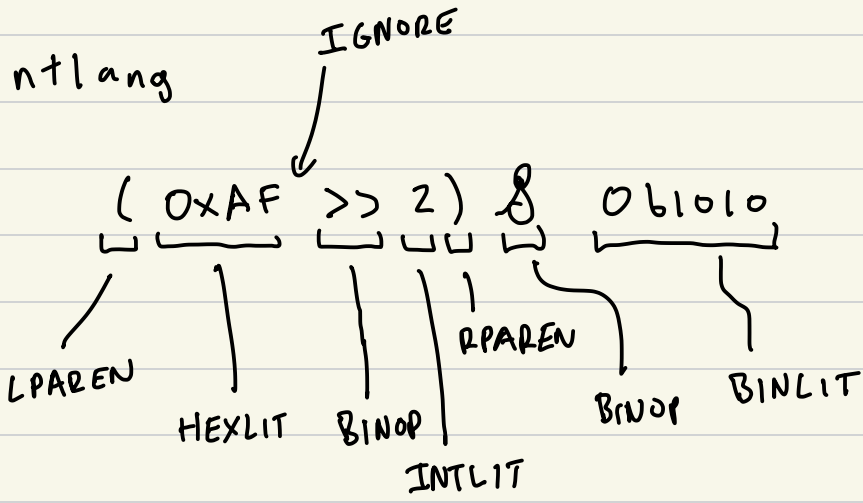 IGNORE
ntlang
( 0xAF >> 2 ) & 0b1010
RPAREN
LPAREN
BINLIT
BINOP
HEXLIT
BINOP
INTLIT